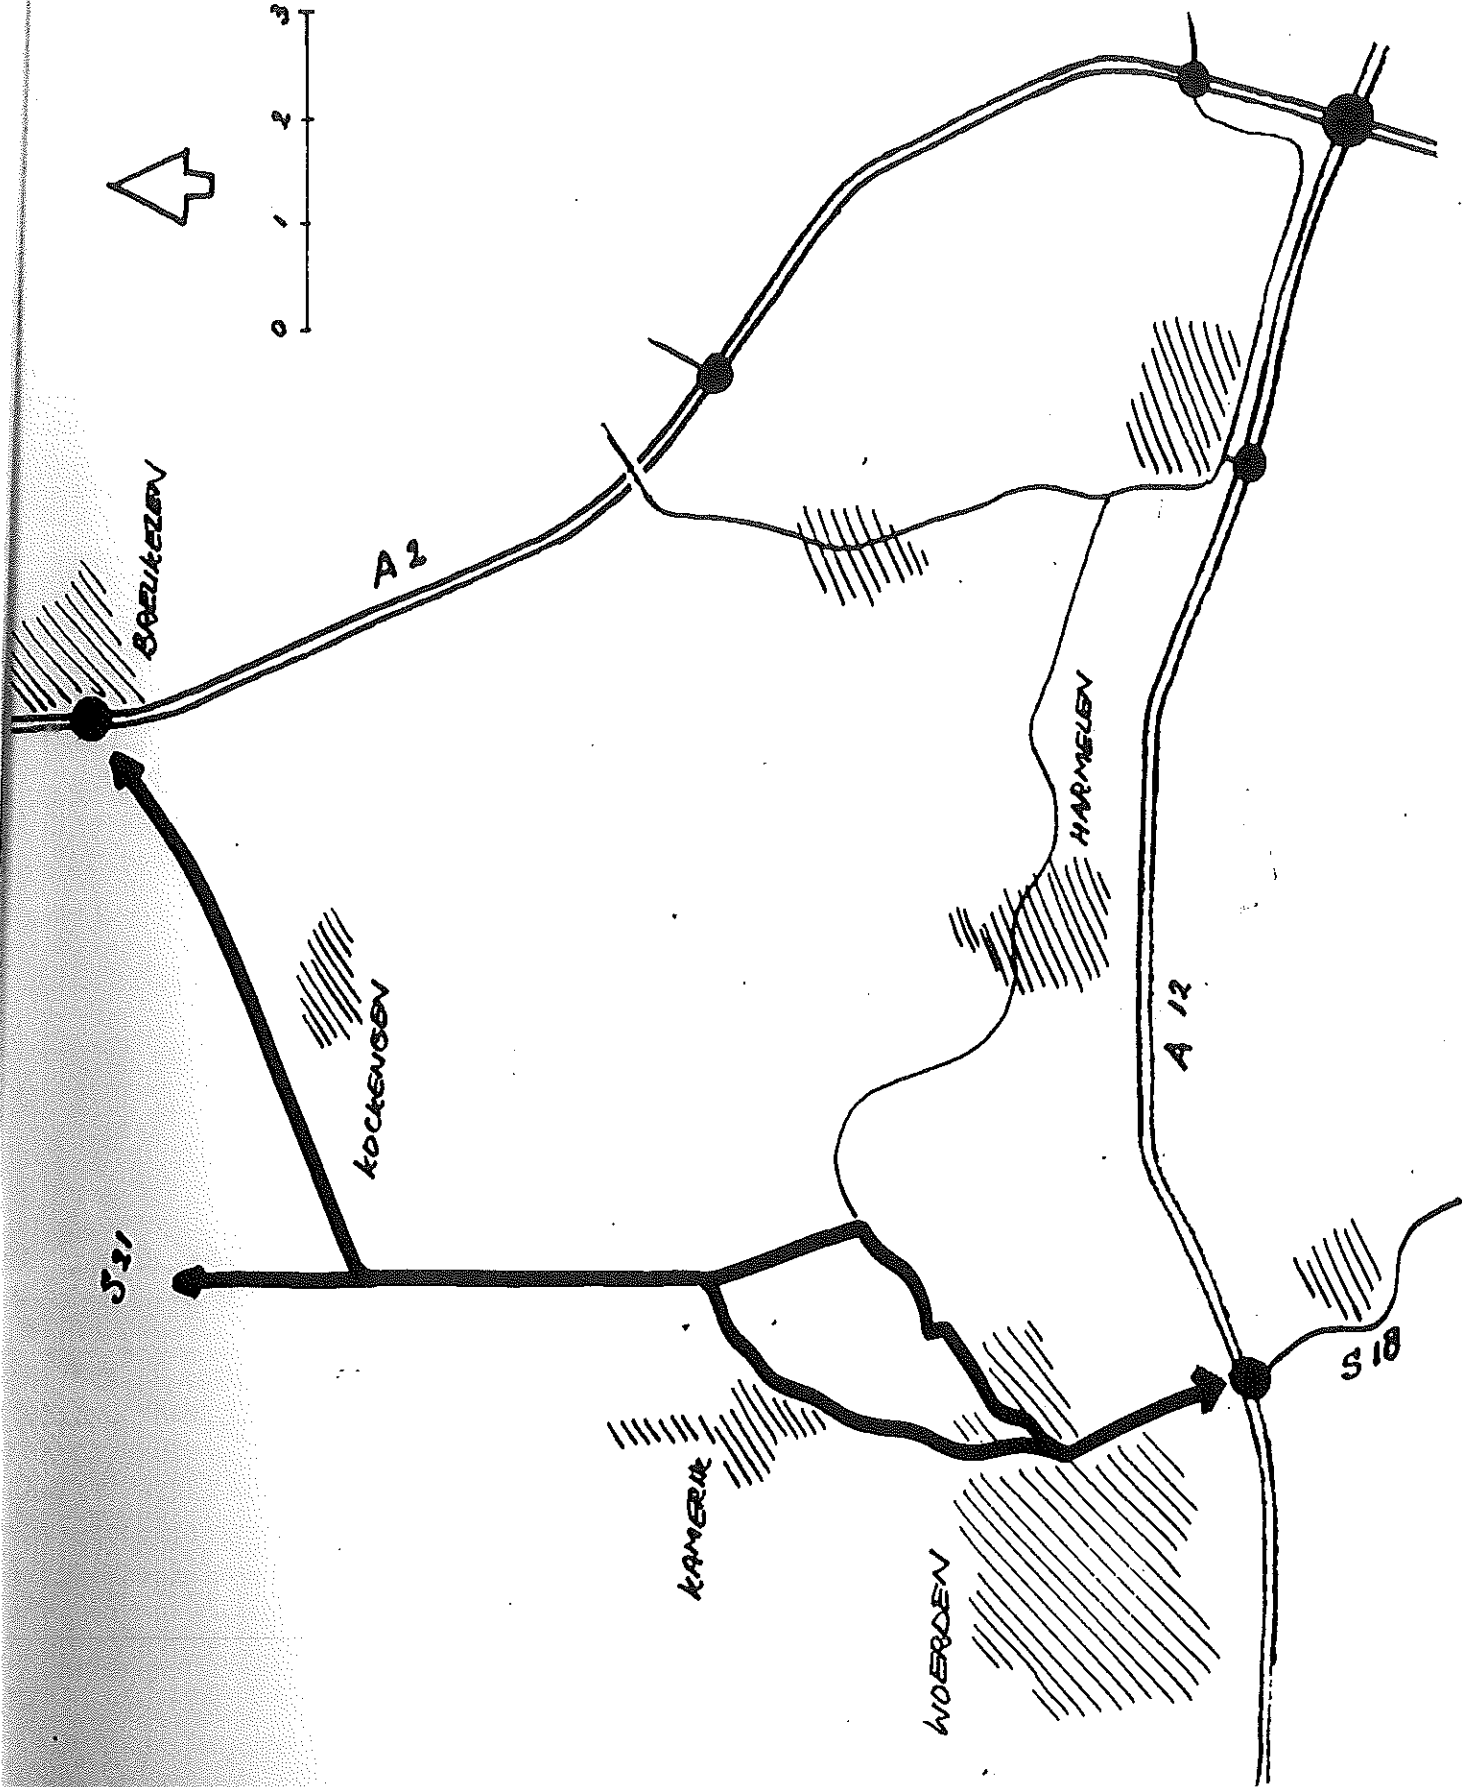 0 1 2 3
BREUKELEN
S 21
A 2
KOCKENGEN
KAMERIK
HARMELEN
WOERDEN
A 12
S 18